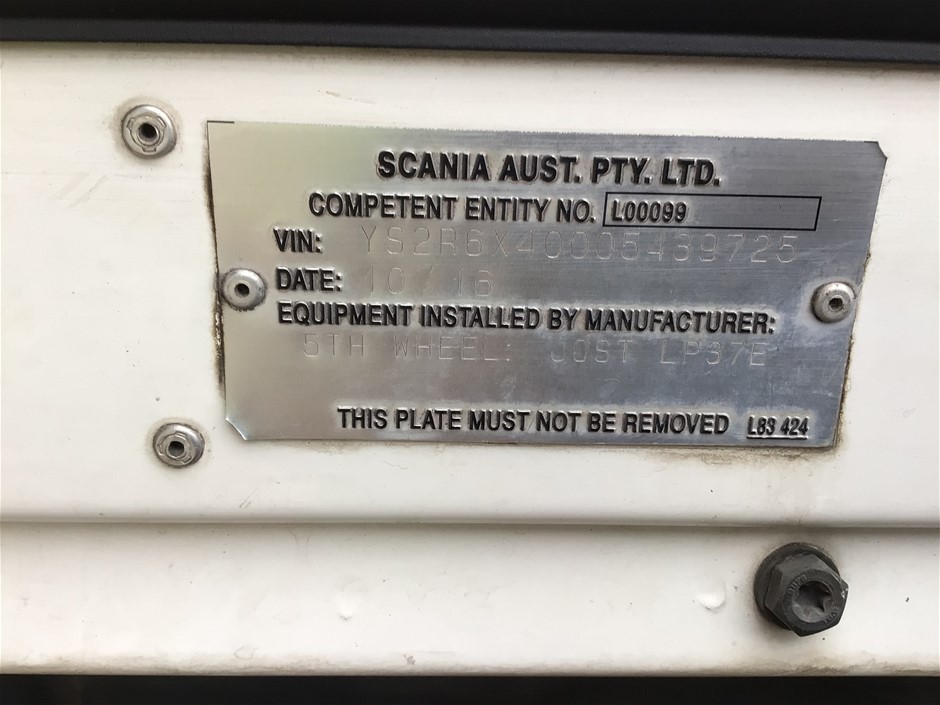 SCANIA AUST. PTY. LTD.
COMPETENT ENTITY NO. L00099
VIN: YS2R6X40005439725
DATE: 10/16
EQUIPMENT INSTALLED BY MANUFACTURER:
5TH WHEEL: JOST LP37E
THIS PLATE MUST NOT BE REMOVED L83 424